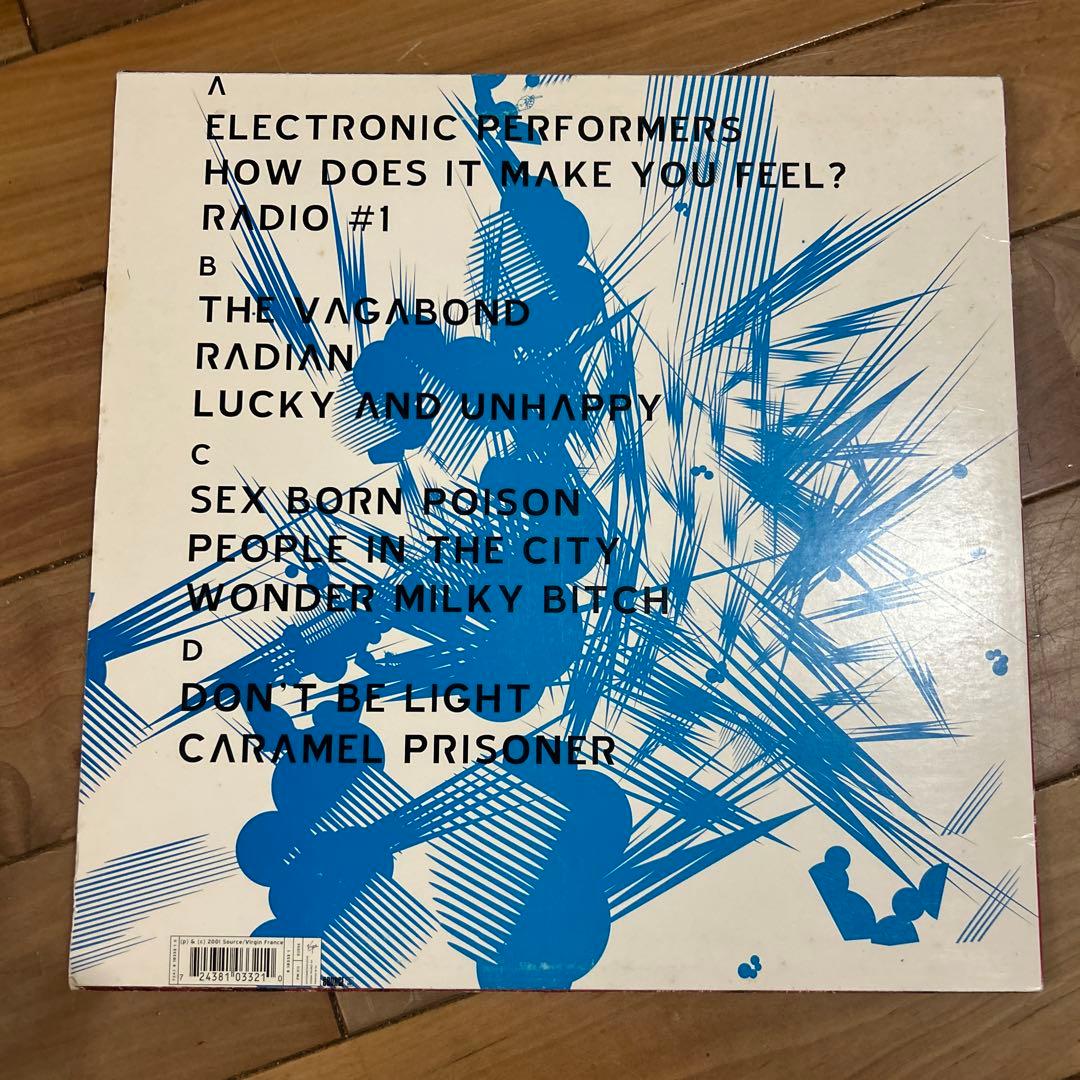 A
ELECTRONIC PERFORMERS
HOW DOES IT MAKE YOU FEEL?
RADIO #1
B
THE VAGABOND
RADIAN
LUCKY AND UNHAPPY
C
SEX BORN POISON
PEOPLE IN THE CITY
WONDER MILKY BITCH
D
DON'T BE LIGHT
CARAMEL PRISONER
(p) & (c) 2001 Source/Virgin France
7 24381 03321 0